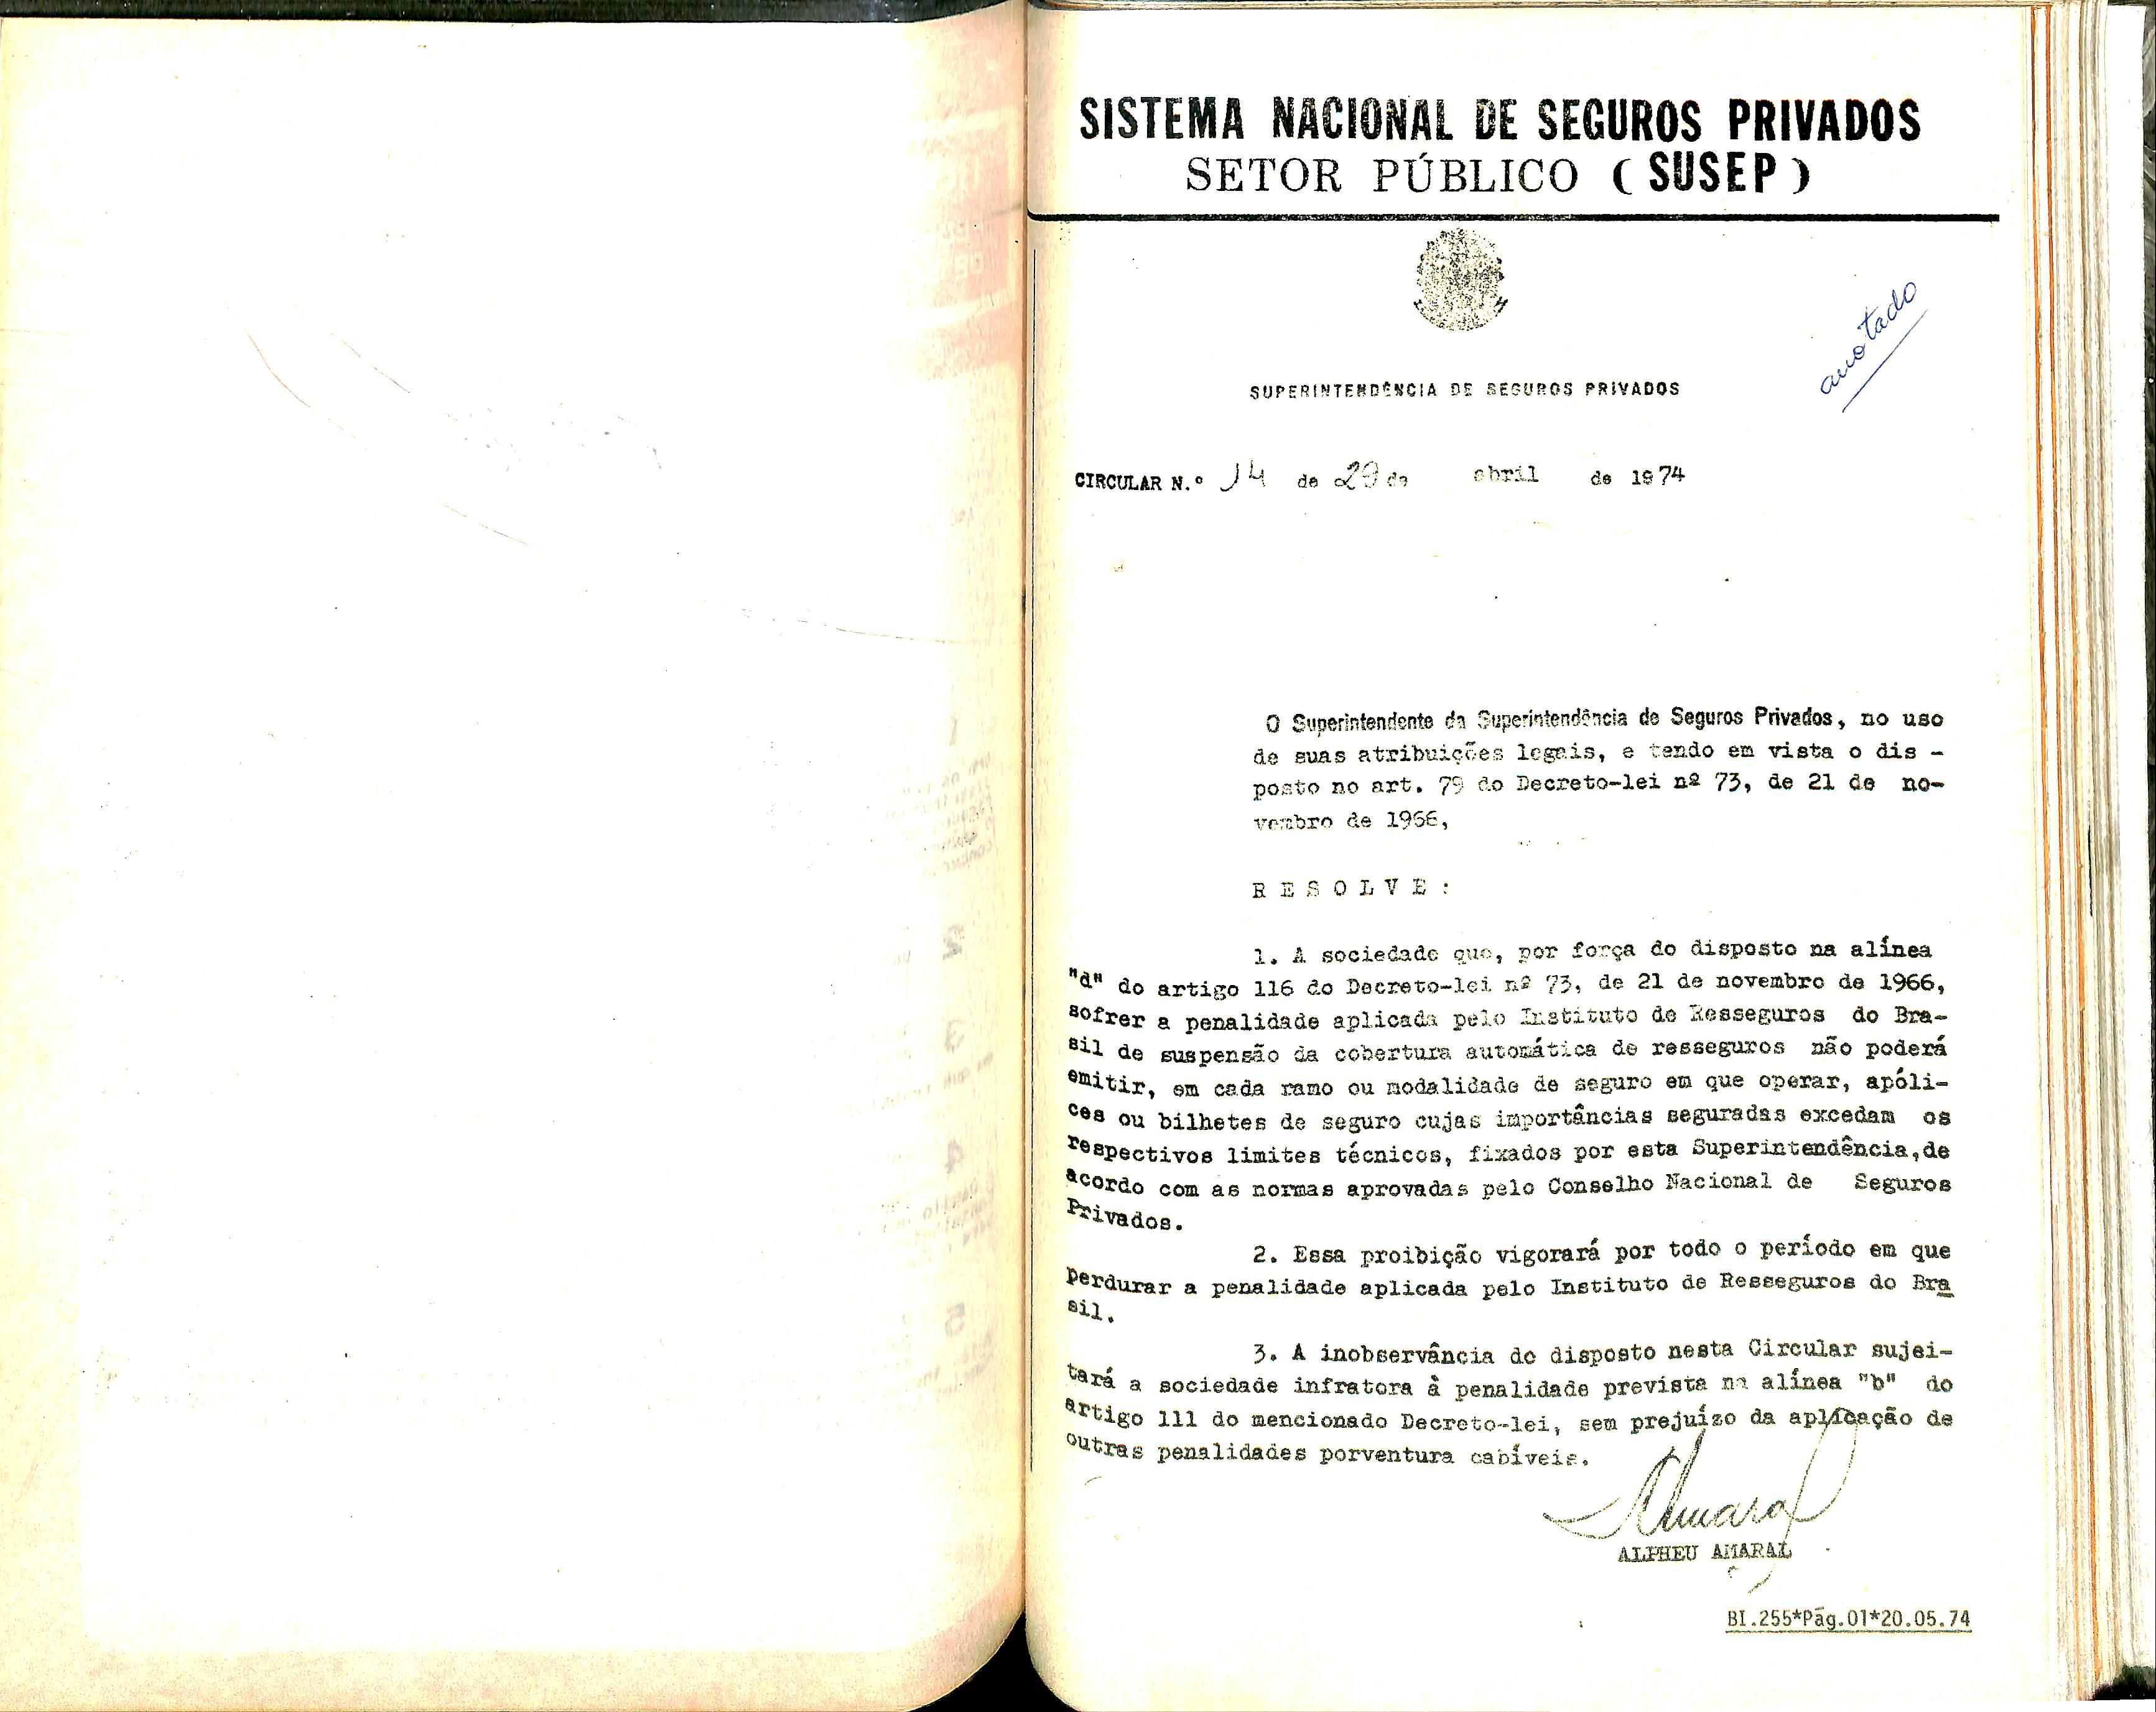 SISTEMA NACIONAL DE SEGUROS PRIVADOS
SETOR PÚBLICO ( SUSEP )
anotado
SUPERINTENDÊNCIA DE SEGUROS PRIVADOS
CIRCULAR N.º 14 de 29 de abril de 1974
O Superintendente da Superintendência de Seguros Privados, no uso
de suas atribuições legais, e tendo em vista o dis -
posto no art. 79 do Decreto-lei nº 73, de 21 de no-
vembro de 1966,
R E S O L V E :
1. A sociedade que, por força do disposto na alínea
"d" do artigo 116 do Decreto-lei nº 73, de 21 de novembro de 1966,
sofrer a penalidade aplicada pelo Instituto de Resseguros do Bra-
sil de suspensão da cobertura automática de resseguros não poderá
emitir, em cada ramo ou modalidade de seguro em que operar, apóli-
ces ou bilhetes de seguro cujas importâncias seguradas excedam os
respectivos limites técnicos, fixados por esta Superintendência, de
acordo com as normas aprovadas pelo Conselho Nacional de Seguros
Privados.
2. Essa proibição vigorará por todo o período em que
perdurar a penalidade aplicada pelo Instituto de Resseguros do Bra
sil.
3. A inobservância do disposto nesta Circular sujei-
tará a sociedade infratora à penalidade prevista na alínea "b" do
artigo 111 do mencionado Decreto-lei, sem prejuízo da aplicação de
outras penalidades porventura cabíveis.
Amaral
ALPHEU AMARAL
BI.255*Pág.01*20.05.74